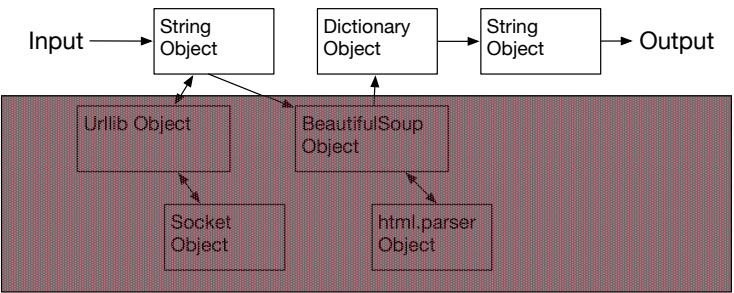 Input
String
Object
Dictionary
Object
String
Object
Output
Urllib Object
BeautifulSoup
Object
Socket
Object
html.parser
Object